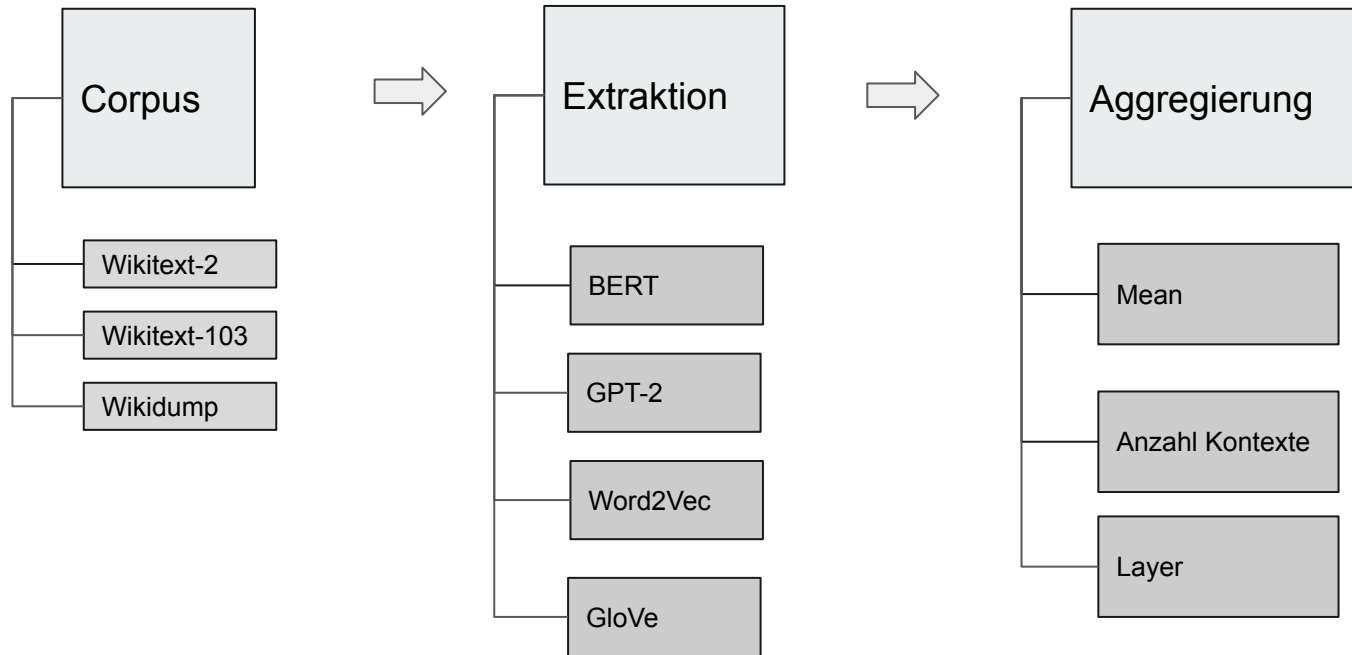 Corpus
Wikitext-2
Wikitext-103
Wikidump
Extraktion
BERT
GPT-2
Word2Vec
GloVe
Aggregierung
Mean
Anzahl Kontexte
Layer